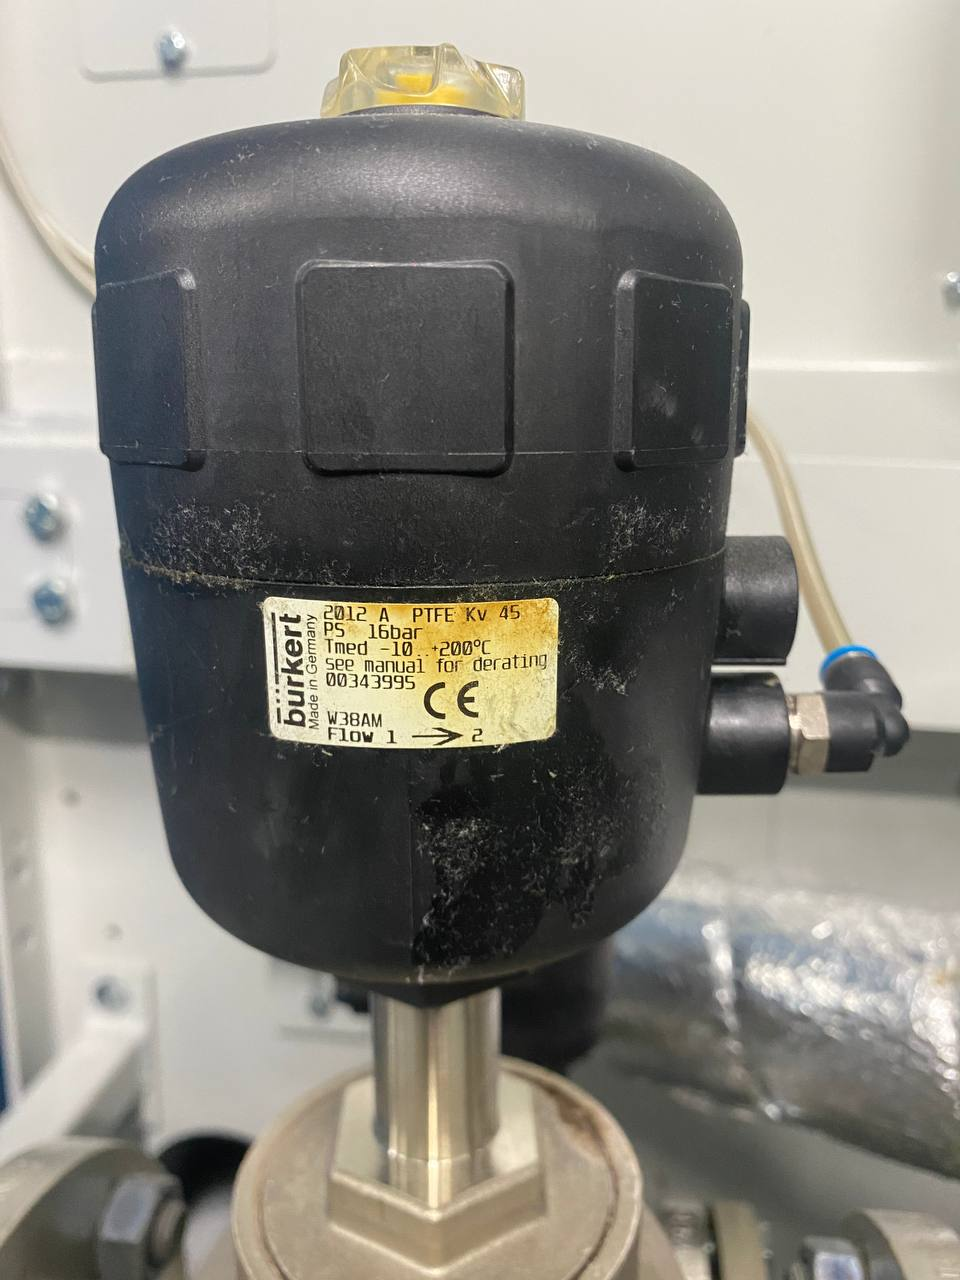 bürkert
Made in Germany
2012 A PTFE Kv 45
PS 16bar
Tmed -10..+200°C
see manual for derating
00343995
CE
W38AM
Flow 1 → 2